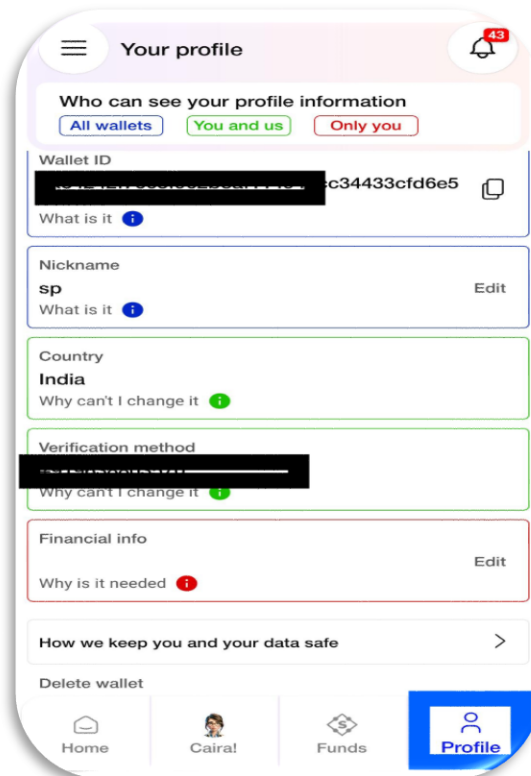 43
Your profile
Who can see your profile information
All wallets You and us Only you
Wallet ID
cc34433cfd6e5
What is it
Nickname
sp
Edit
What is it
Country
India
Why can't I change it
Verification method
Why can't I change it
Financial info
Edit
Why is it needed
How we keep you and your data safe
Delete wallet
Home Caira! Funds Profile